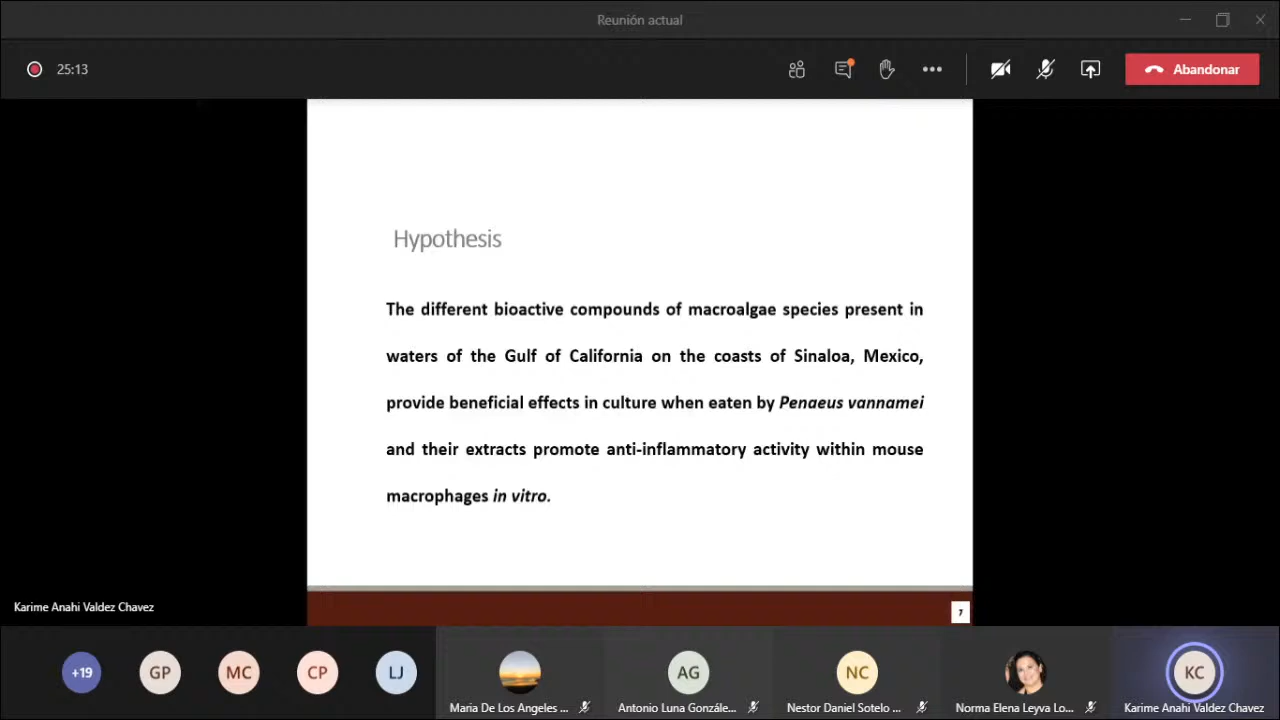 Reunión actual
25:13
Abandonar
Hypothesis
The different bioactive compounds of macroalgae species present in
waters of the Gulf of California on the coasts of Sinaloa, Mexico,
provide beneficial effects in culture when eaten by Penaeus vannamei
and their extracts promote anti-inflammatory activity within mouse
macrophages in vitro.
Karime Anahi Valdez Chavez
7
+19
GP
MC
CP
LJ
AG
NC
KC
Maria De Los Angeles ...
Antonio Luna Gonzále...
Nestor Daniel Sotelo ...
Norma Elena Leyva Lo...
Karime Anahi Valdez Chavez